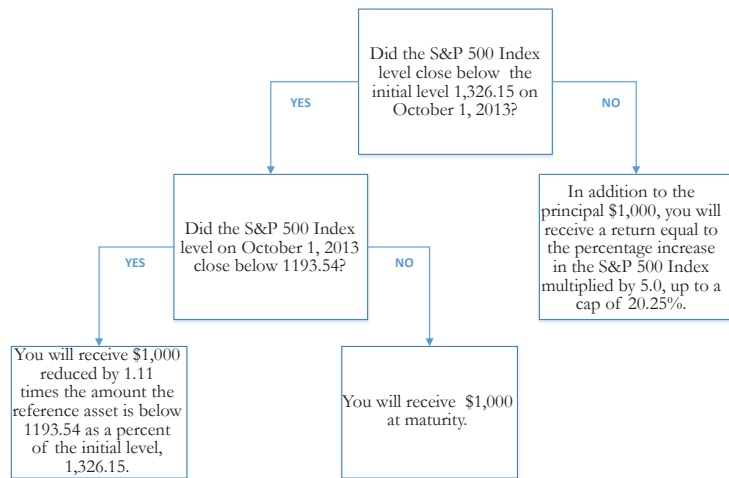 Did the S&P 500 Index
level close below the
initial level 1,326.15 on
October 1, 2013?
YES
NO
Did the S&P 500 Index
level on October 1, 2013
close below 1193.54?
In addition to the
principal $1,000, you will
receive a return equal to
the percentage increase
in the S&P 500 Index
multiplied by 5.0, up to a
cap of 20.25%.
YES
NO
You will receive $1,000
reduced by 1.11
times the amount the
reference asset is below
1193.54 as a percent
of the initial level,
1,326.15.
You will receive $1,000
at maturity.